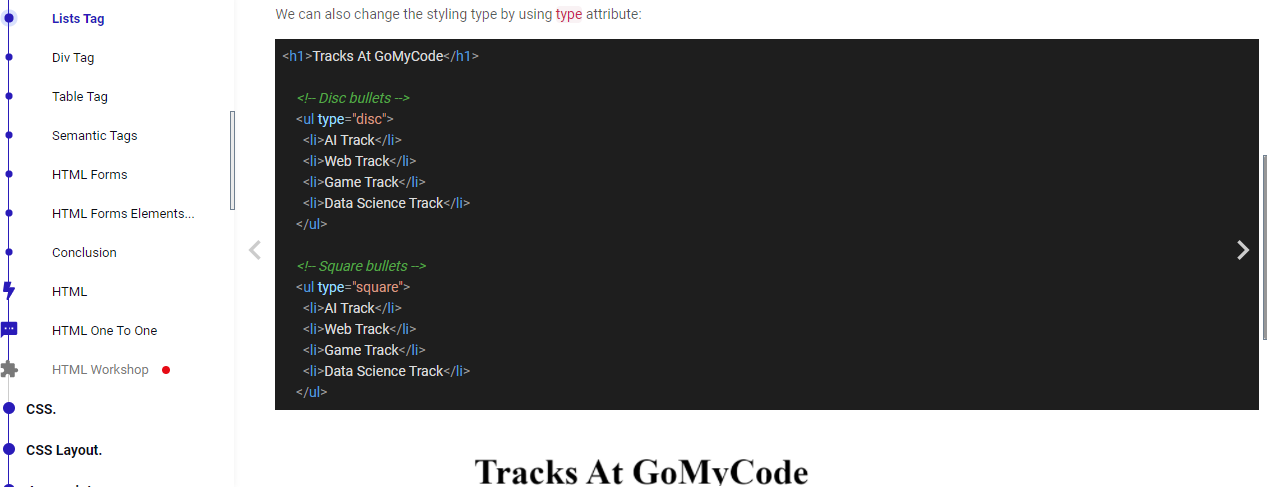 Lists Tag
Div Tag
Table Tag
Semantic Tags
HTML Forms
HTML Forms Elements...
Conclusion
HTML
HTML One To One
HTML Workshop
CSS.
CSS Layout.
We can also change the styling type by using type attribute:
<h1>Tracks At GoMyCode</h1>
<!-- Disc bullets -->
<ul type="disc">
<li>AI Track</li>
<li>Web Track</li>
<li>Game Track</li>
<li>Data Science Track</li>
</ul>
<!-- Square bullets -->
<ul type="square">
<li>AI Track</li>
<li>Web Track</li>
<li>Game Track</li>
<li>Data Science Track</li>
</ul>
Tracks At GoMyCode